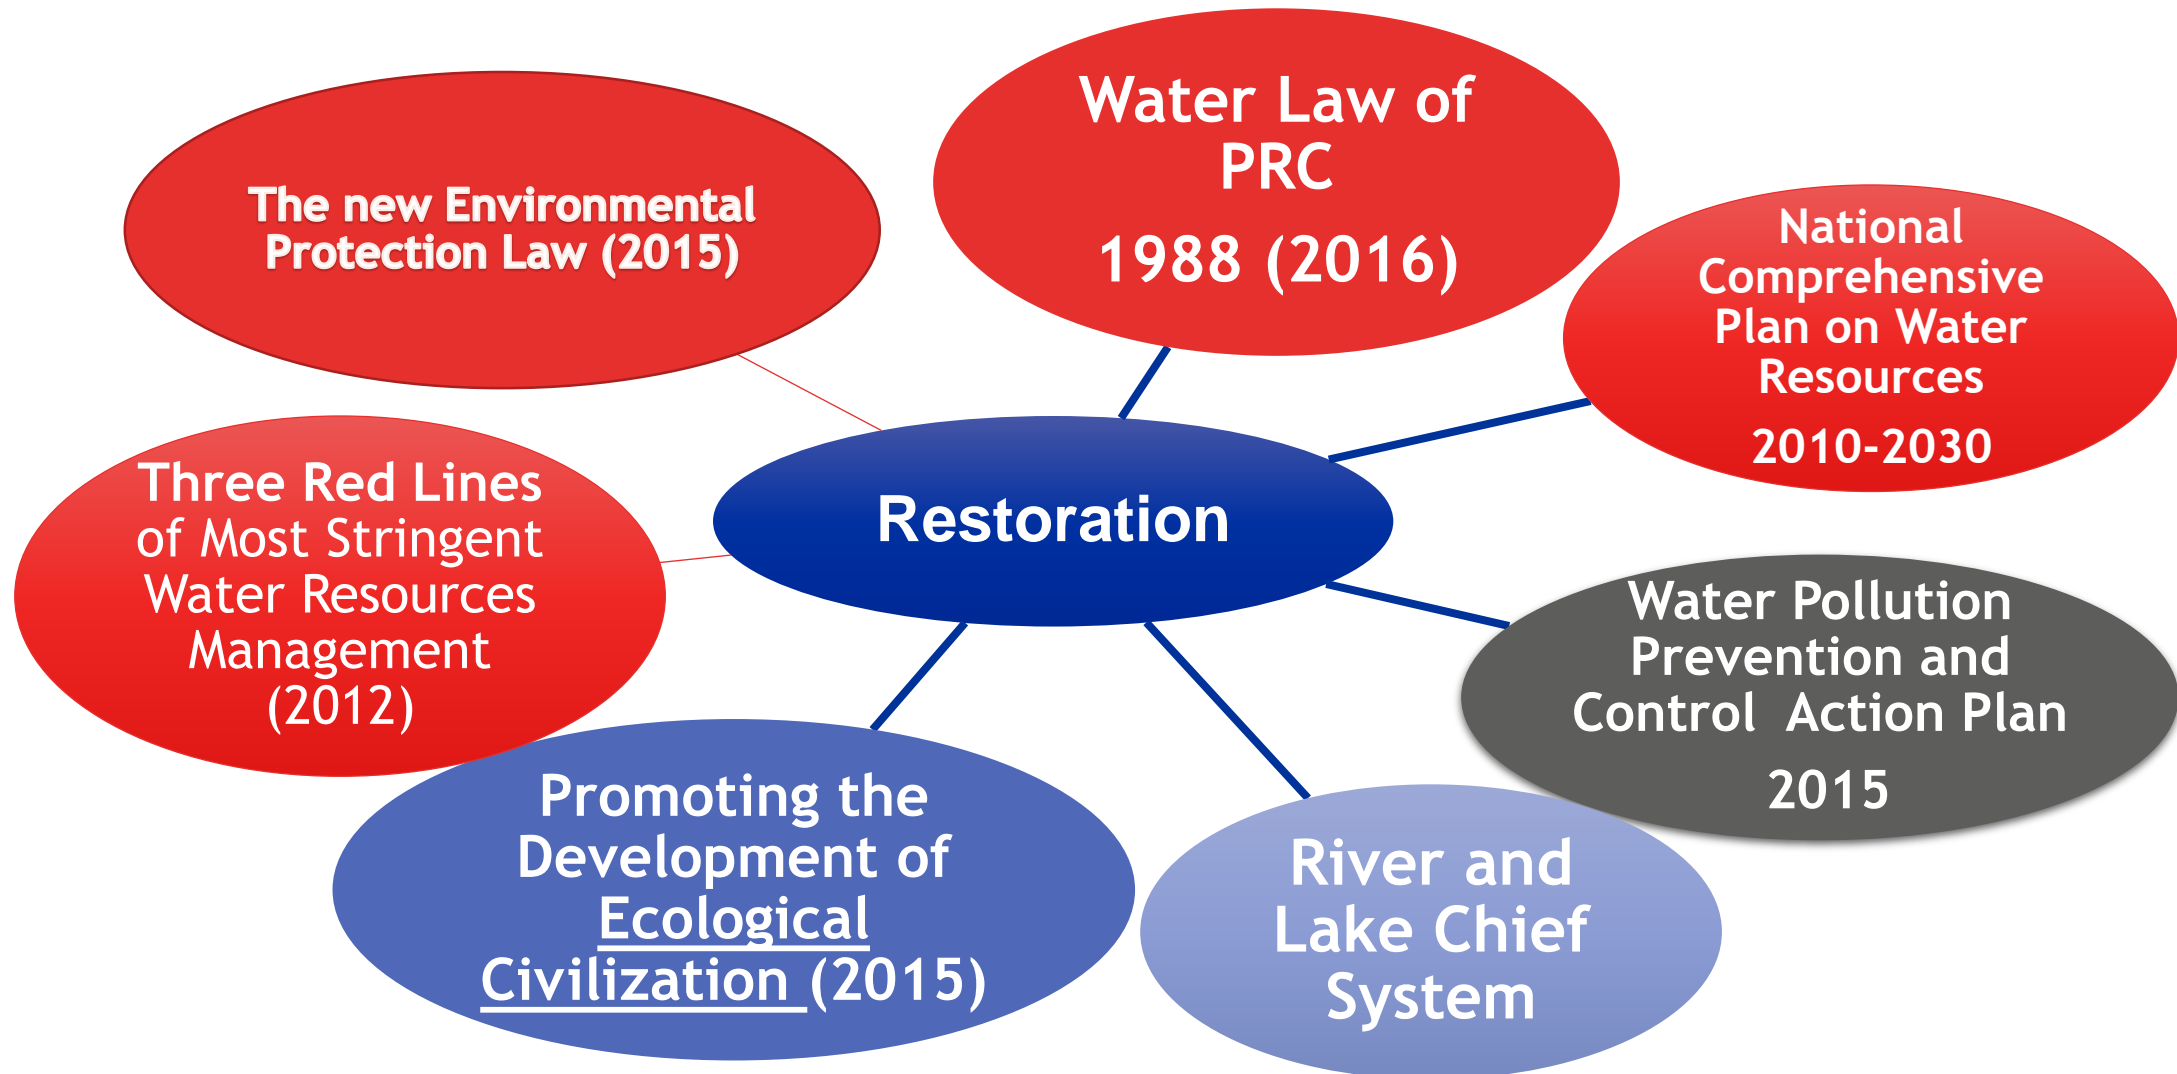 Water Law of
PRC
1988 (2016)
The new Environmental
Protection Law (2015)
National
Comprehensive
Plan on Water
Resources
2010-2030
Three Red Lines
of Most Stringent
Water Resources
Management
(2012)
Restoration
Water Pollution
Prevention and
Control  Action Plan
2015
Promoting the
Development of
Ecological
Civilization (2015)
River and
Lake Chief
System